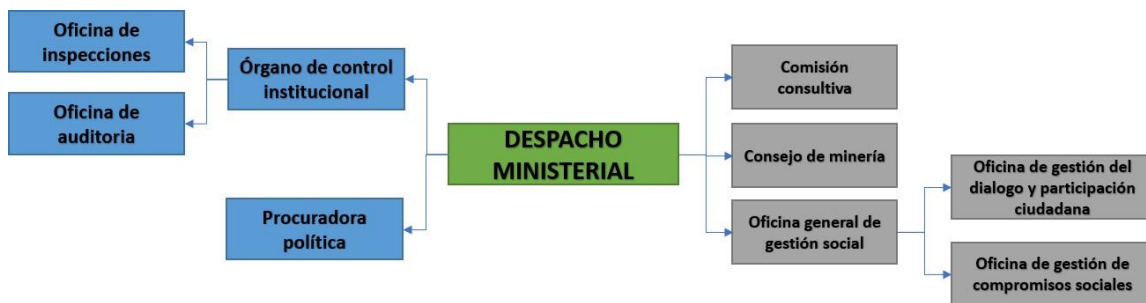 Oficina de
inspecciones
Oficina de
auditoria
Órgano de control
institucional
Procuradora
política
DESPACHO
MINISTERIAL
Comisión
consultiva
Consejo de minería
Oficina general de
gestión social
Oficina de gestión del
dialogo y participación
ciudadana
Oficina de gestión de
compromisos sociales